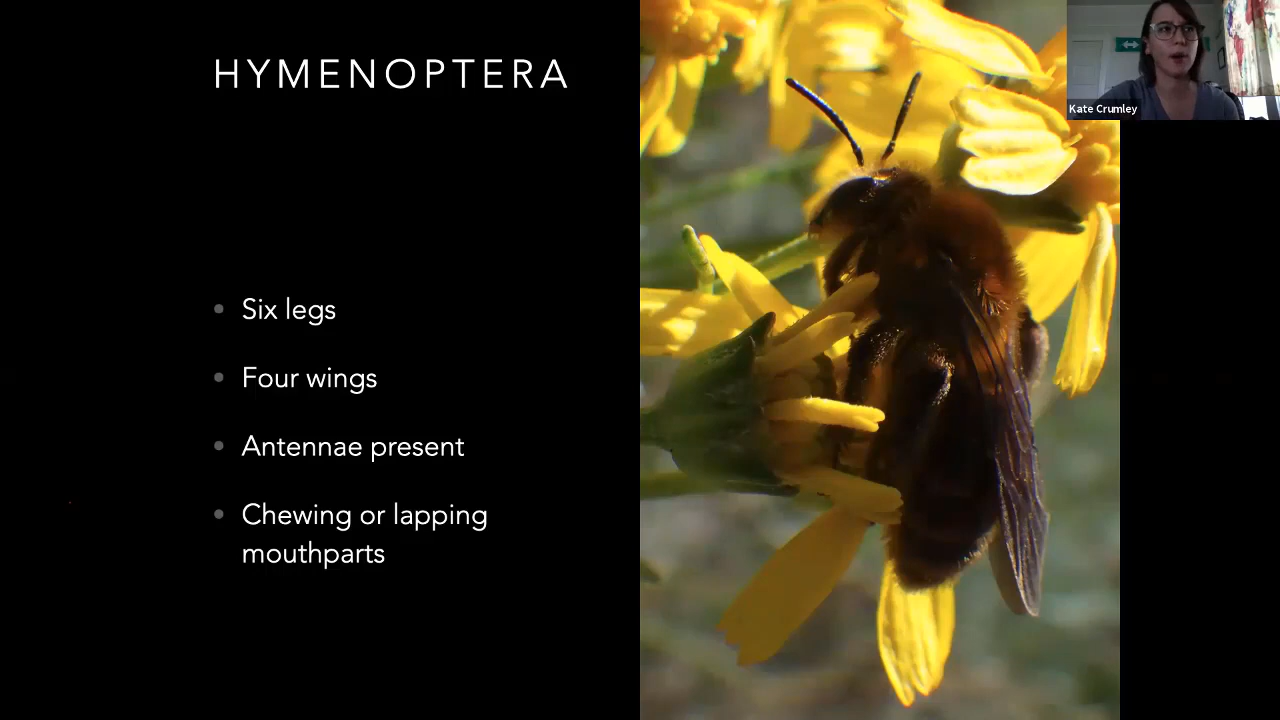 HYMENOPTERA
Kate Crumley
Six legs
Four wings
Antennae present
Chewing or lapping
mouthparts